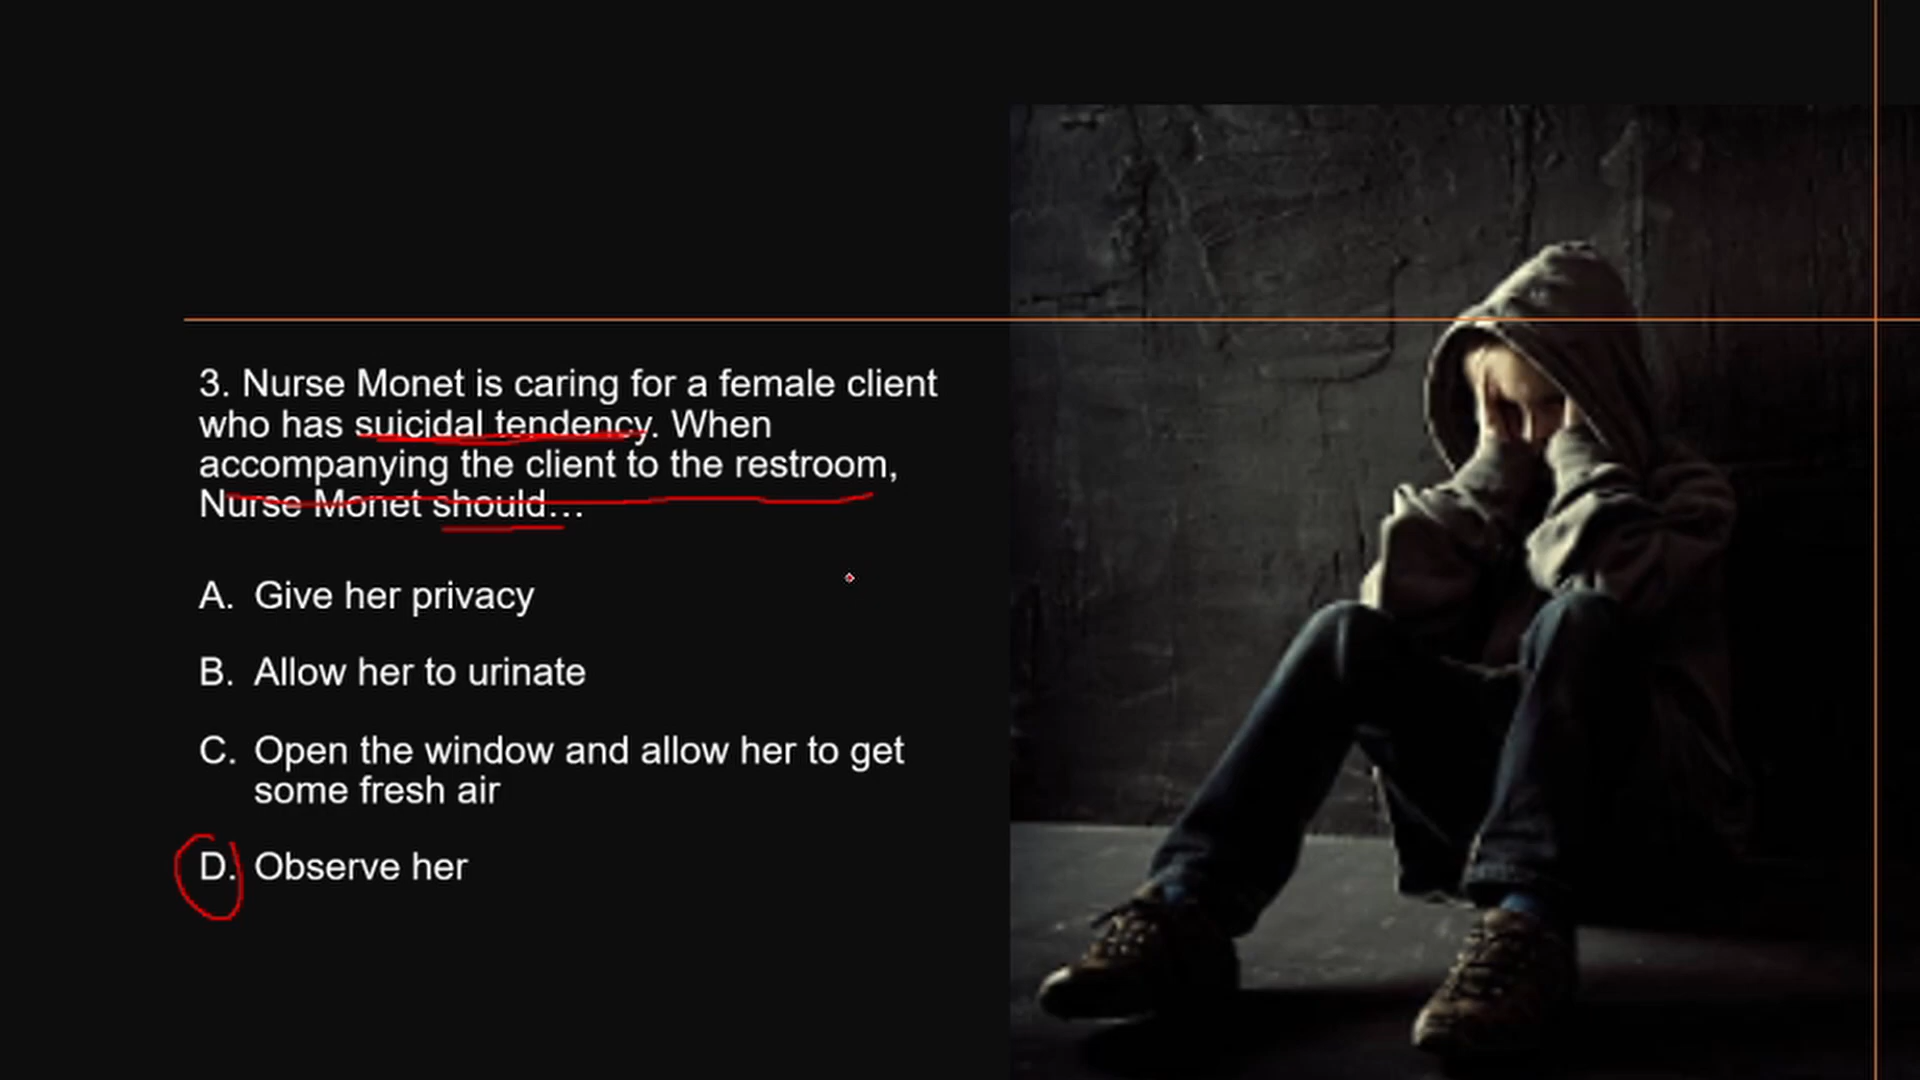 3. Nurse Monet is caring for a female client
who has suicidal tendency. When
accompanying the client to the restroom,
Nurse Monet should…
A. Give her privacy
B. Allow her to urinate
C. Open the window and allow her to get
some fresh air
D. Observe her